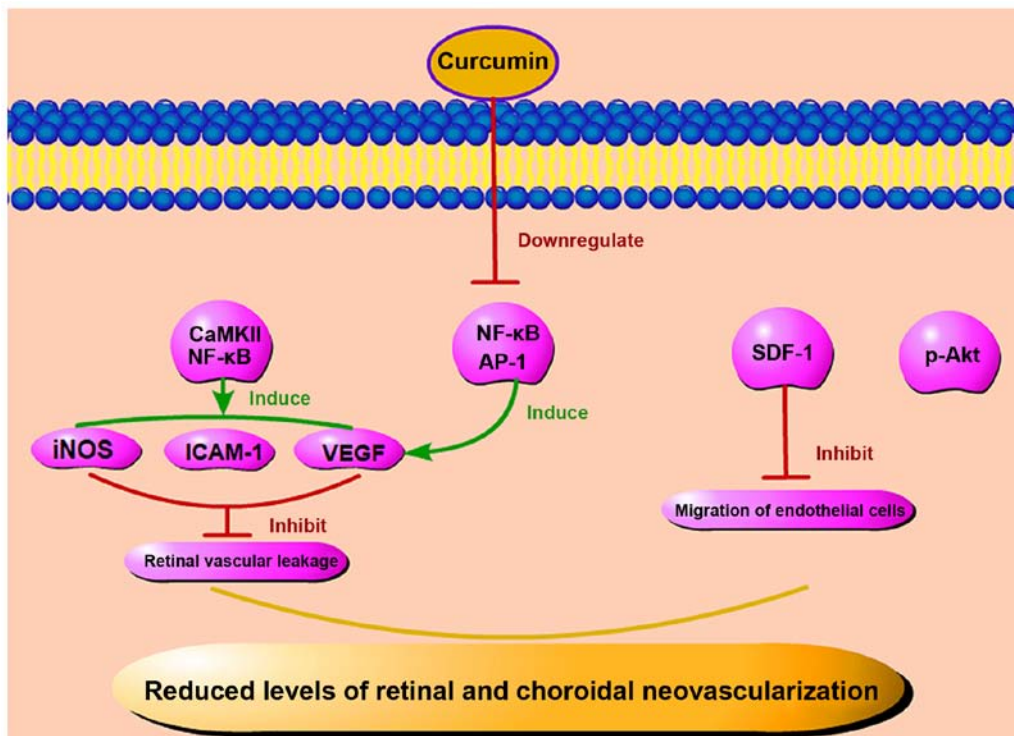 Curcumin
Downregulate
CaMKII
NF-κB
NF-κB
AP-1
SDF-1
p-Akt
Induce
Induce
iNOS
ICAM-1
VEGF
Inhibit
Migration of endothelial cells
Inhibit
Retinal vascular leakage
Reduced levels of retinal and choroidal neovascularization